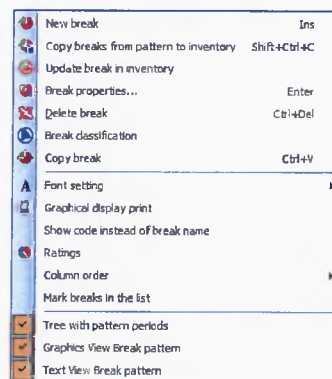 New break Ins
Copy breaks from pattern to inventory Shift+Ctrl+C
Update break in inventory
Break properties... Enter
Delete break Ctrl+Del
Break classification
Copy break Ctrl+V
Font setting
Graphical display print
Show code instead of break name
Ratings
Column order
Mark breaks in the list
Tree with pattern periods
Graphics View Break pattern
Text View Break pattern